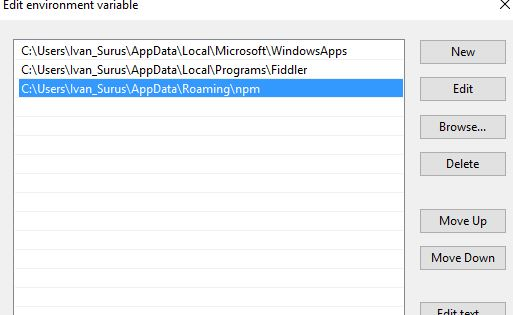 Edit environment variable
C:\Users\Ivan_Surus\AppData\Local\Microsoft\WindowsApps
New
C:\Users\Ivan_Surus\AppData\Local\Programs\Fiddler
C:\Users\Ivan_Surus\AppData\Roaming\npm
Edit
Browse...
Delete
Move Up
Move Down
Edit text...